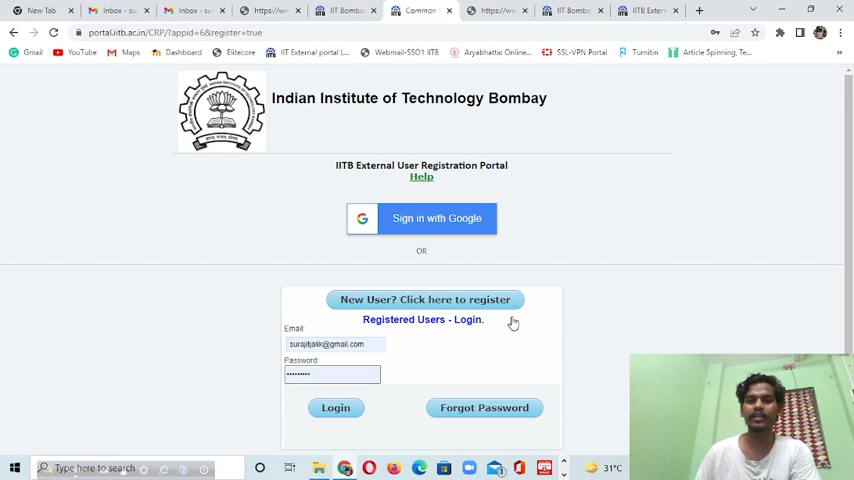 New Tab
Inbox - su
Inbox - su
https://ww
IIT Bomba
Common
https://ww
IIT Bomba
IITB Exter
portal.iitb.ac.in/CRP/?appid=6&register=true
Gmail
YouTube
Maps
Dashboard
Elitecore
IIT External portal L...
Webmail-SSO1 IITB
Aryabhatta: Online...
SSL-VPN Portal
Turnitin
Article Spinning, Te...
Indian Institute of Technology Bombay
IITB External User Registration Portal
Help
Sign in with Google
OR
New User? Click here to register
Registered Users - Login.
Email:
surajitjalik@gmail.com
Password:
Login
Forgot Password
Type here to search
31°C